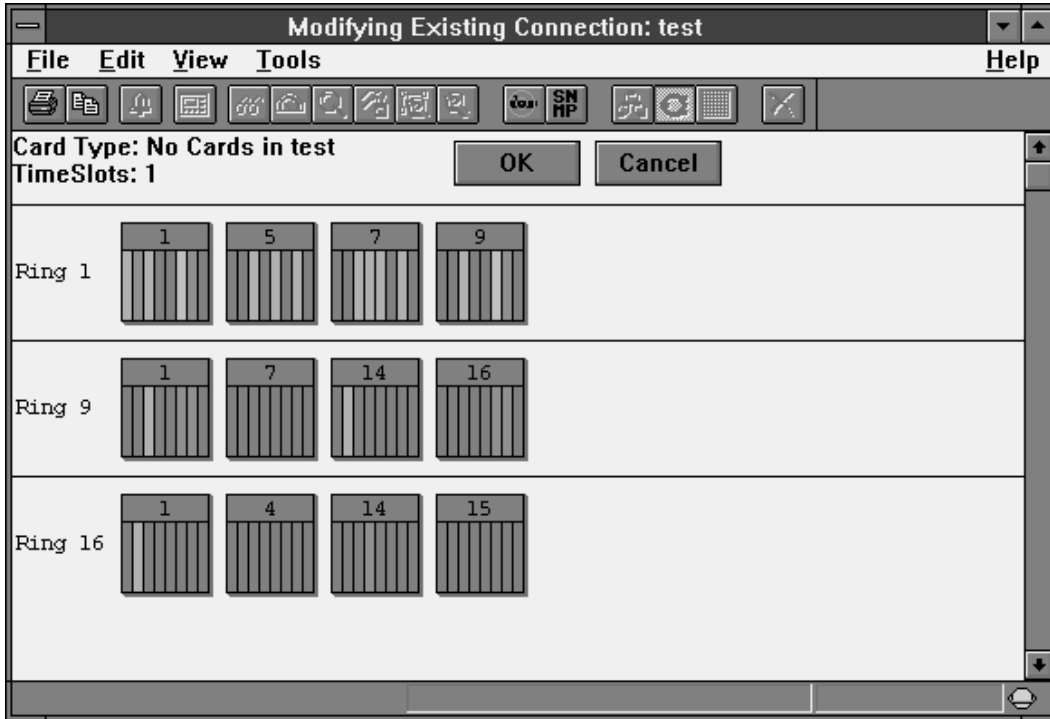 Modifying Existing Connection: test
File Edit View Tools Help
SN
MP
Card Type: No Cards in test
TimeSlots: 1
OK Cancel
1 5 7 9
Ring 1
1 7 14 16
Ring 9
1 4 14 15
Ring 16